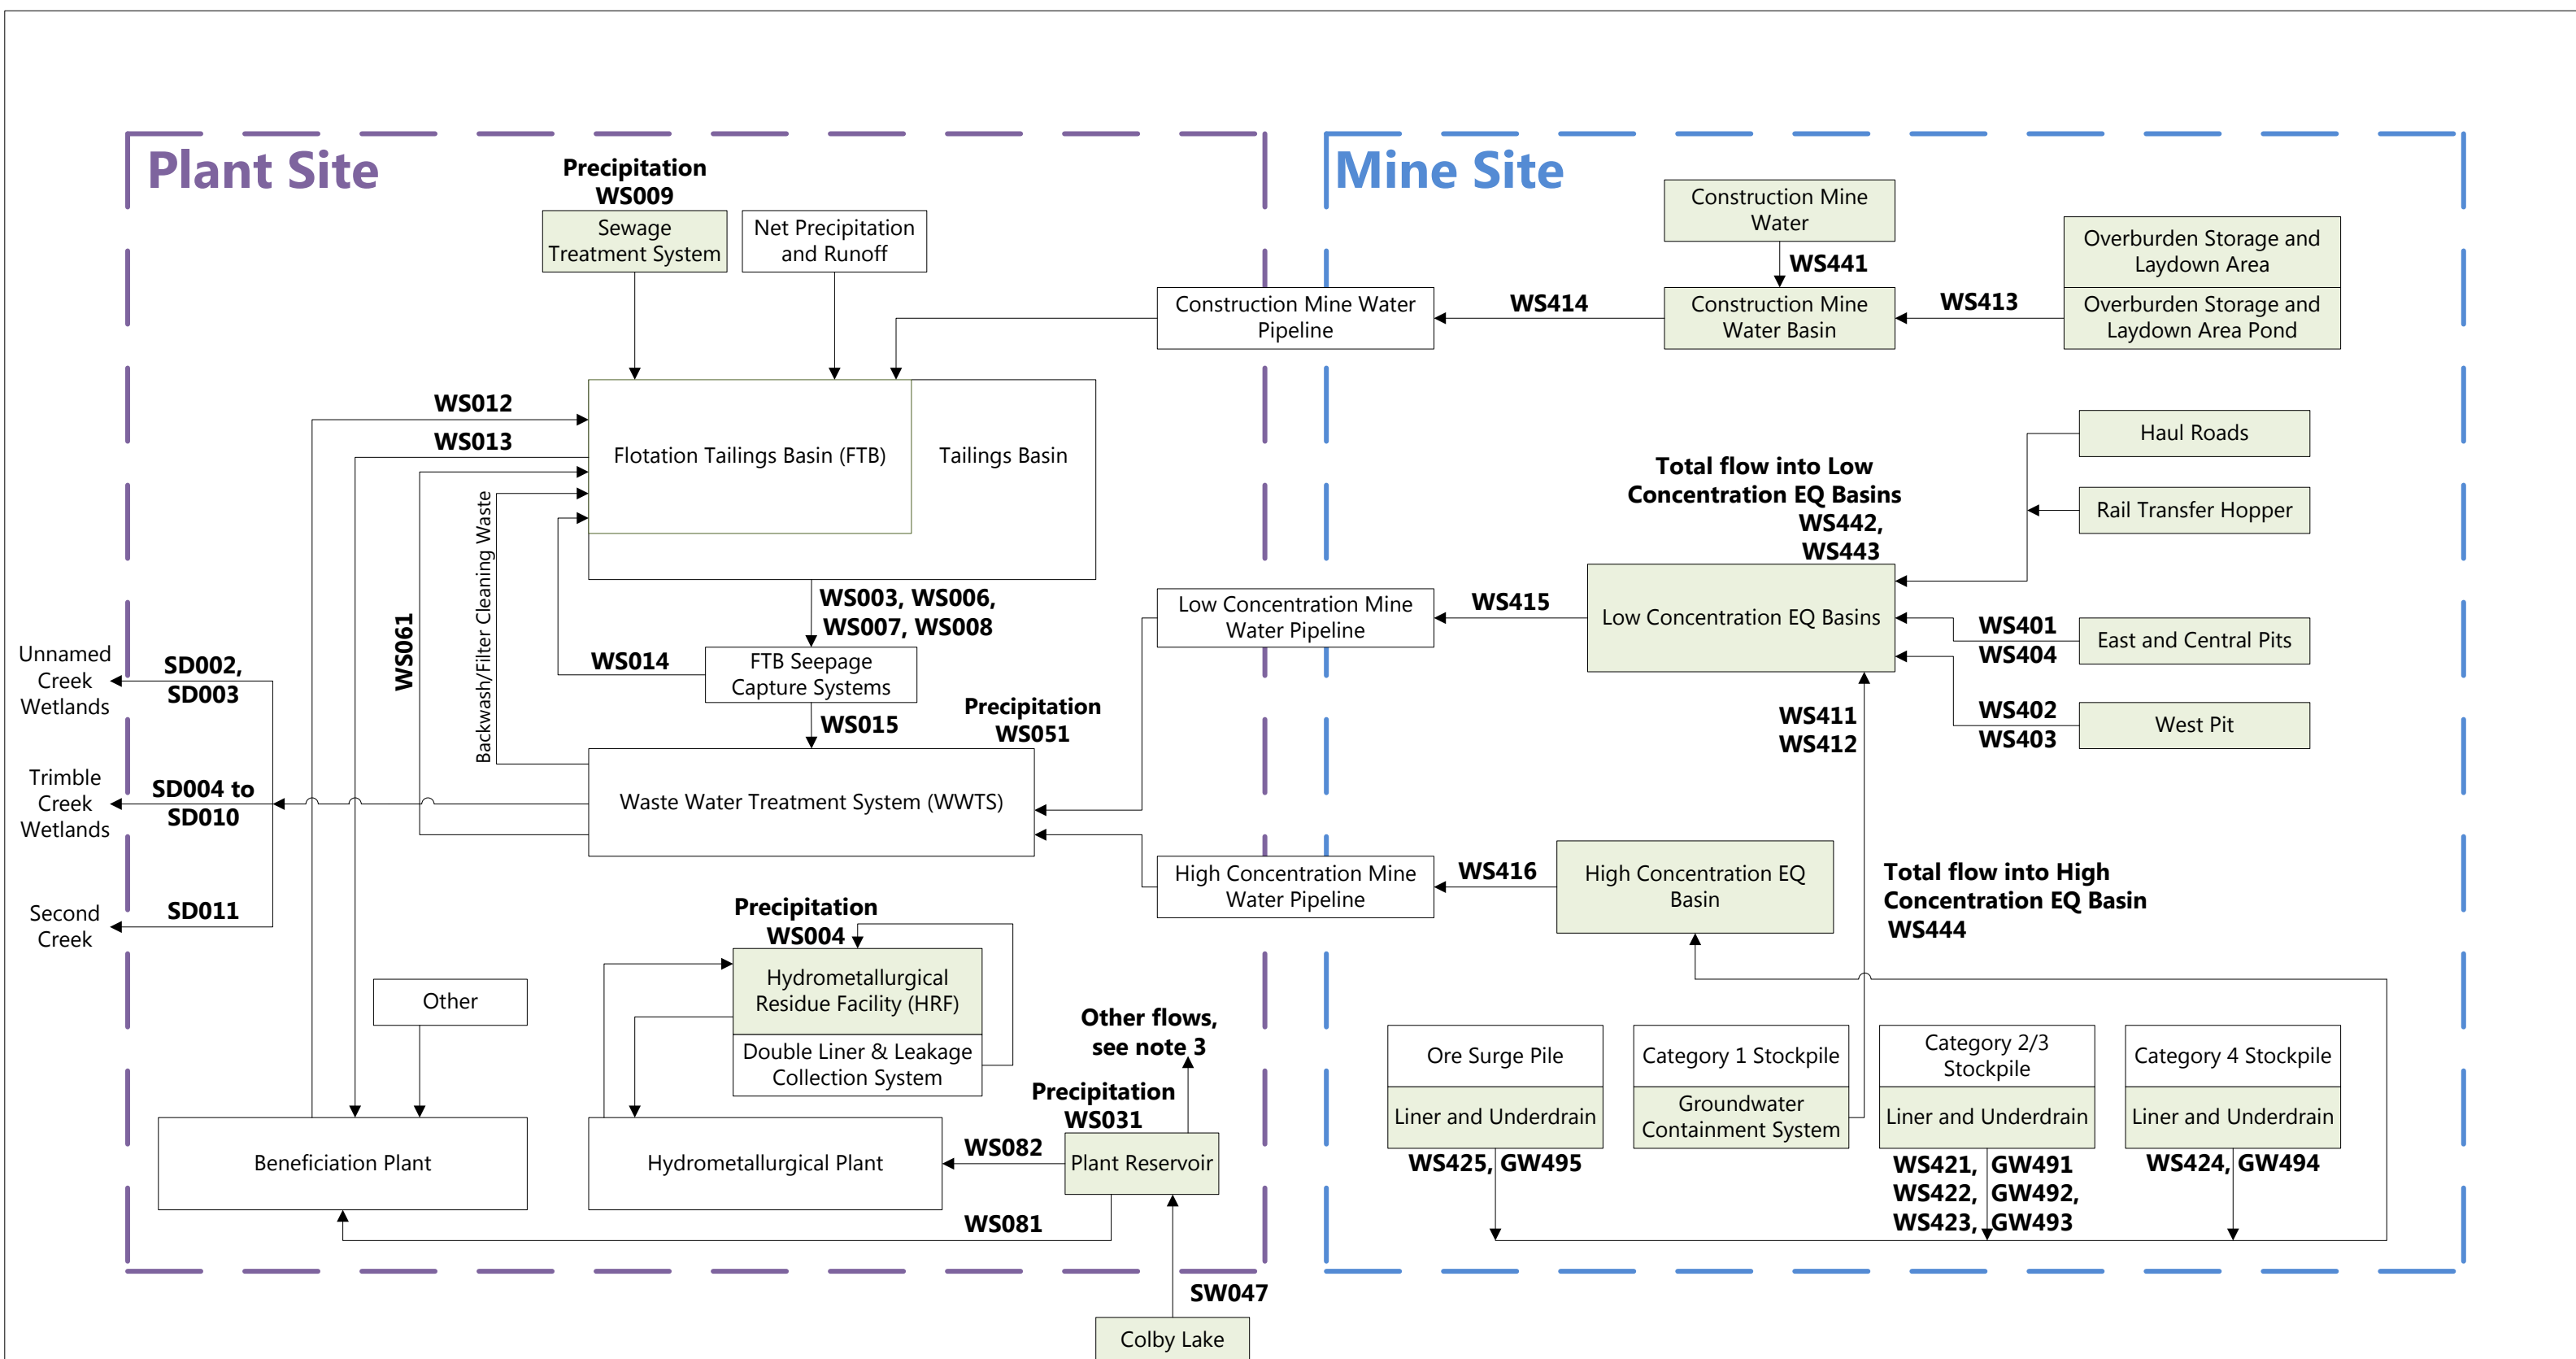 Plant Site
Mine Site
Precipitation
WS009
Sewage
Treatment System
Net Precipitation
and Runoff
Construction Mine
Water
WS441
Overburden Storage and
Laydown Area
Overburden Storage and
Laydown Area Pond
WS413
Construction Mine
Water Basin
WS414
Construction Mine Water
Pipeline
WS012
WS013
Flotation Tailings Basin (FTB)
Tailings Basin
Backwash/Filter Cleaning Waste
WS061
WS003, WS006,
WS007, WS008
WS014
FTB Seepage
Capture Systems
WS015
Precipitation
WS051
Waste Water Treatment System (WWTS)
Unnamed
Creek
Wetlands
SD002,
SD003
Trimble
Creek
Wetlands
SD004 to
SD010
Second
Creek
SD011
Low Concentration Mine
Water Pipeline
WS415
Total flow into Low
Concentration EQ Basins
WS442,
WS443
Low Concentration EQ Basins
Haul Roads
Rail Transfer Hopper
WS401
WS404
East and Central Pits
WS402
WS403
West Pit
WS411
WS412
High Concentration Mine
Water Pipeline
WS416
High Concentration EQ
Basin
Total flow into High
Concentration EQ Basin
WS444
Precipitation
WS004
Hydrometallurgical
Residue Facility (HRF)
Double Liner & Leakage
Collection System
Other
Other flows,
see note 3
Precipitation
WS031
Beneficiation Plant
Hydrometallurgical Plant
WS082
Plant Reservoir
WS081
SW047
Colby Lake
Ore Surge Pile
Liner and Underdrain
WS425, GW495
Category 1 Stockpile
Groundwater
Containment System
Category 2/3
Stockpile
Liner and Underdrain
WS421, GW491
WS422, GW492,
WS423, GW493
Category 4 Stockpile
Liner and Underdrain
WS424, GW494